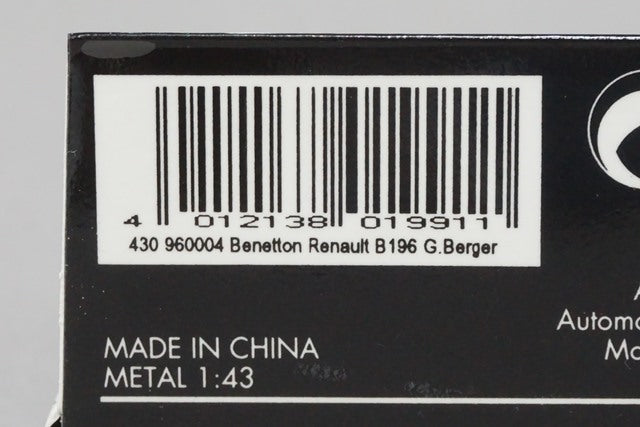 4 012138 019911
430 960004 Benetton Renault B196 G.Berger
MADE IN CHINA
METAL 1:43